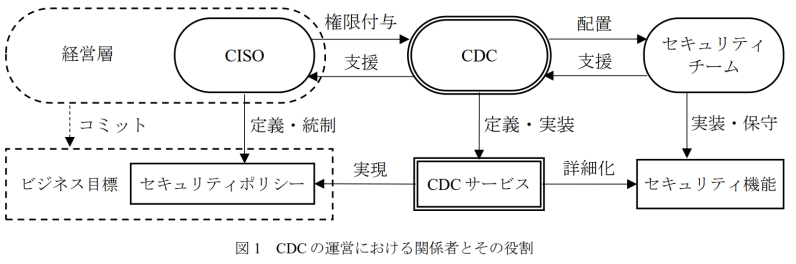 経営層
CISO
権限付与
支援
CDC
配置
支援
セキュリティ
チーム
コミット
定義・統制
定義・実装
実装・保守
ビジネス目標
セキュリティポリシー
実現
CDC サービス
詳細化
セキュリティ機能
図 1　CDC の運営における関係者とその役割